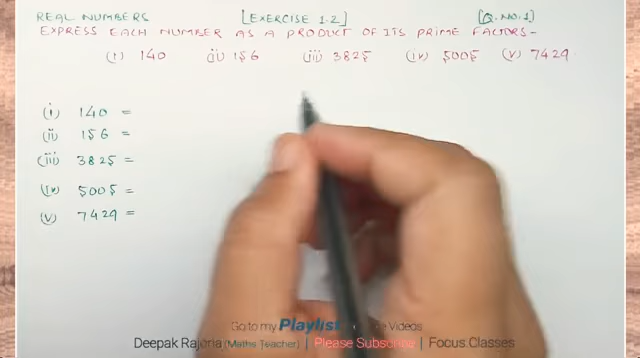 REAL NUMBERS [EXERCISE 1.2] [Q.NO.1]
EXPRESS EACH NUMBER AS A PRODUCT OF ITS PRIME FACTORS-
(i) 140 (ii) 156 (iii) 3825 (iv) 5005 (v) 7429
(i) 140 =
(ii) 156 =
(iii) 3825 =
(iv) 5005 =
(v) 7429 =
Go to my Playlist Videos
Deepak Rajoria (Maths Teacher) | Please Subscribe | Focus Classes